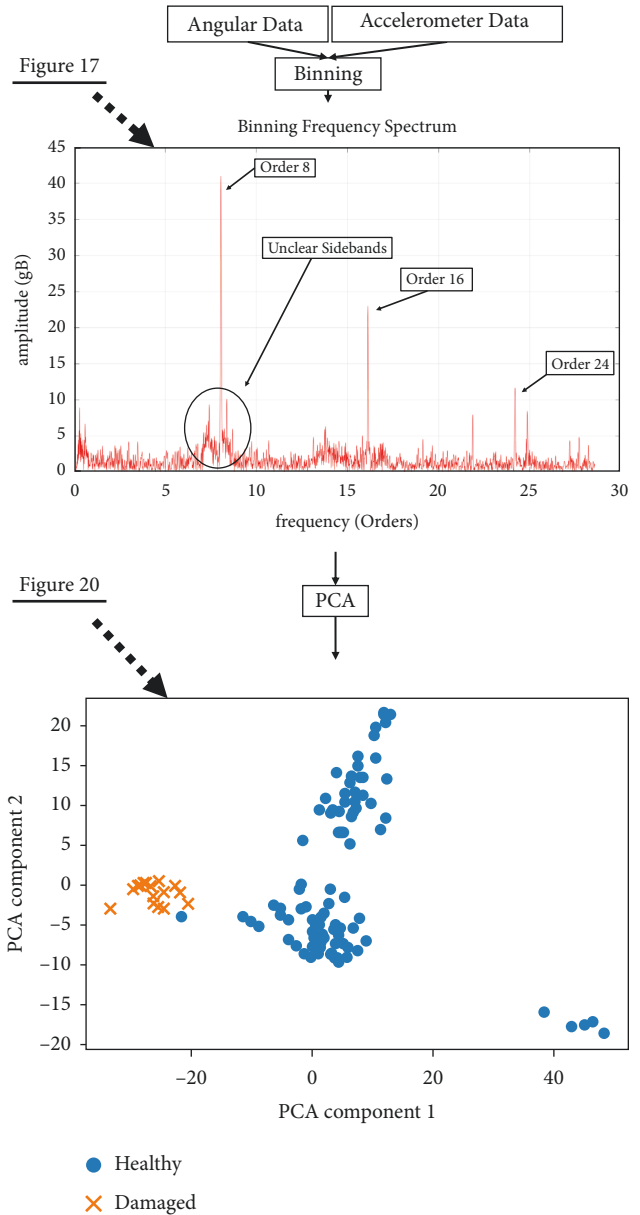 Angular Data
Accelerometer Data
Binning
Figure 17
Binning Frequency Spectrum
45
40
35
30
25
20
15
10
5
0
amplitude (gB)
Order 8
Unclear Sidebands
Order 16
Order 24
0
5
10
15
20
25
30
frequency (Orders)
Figure 20
PCA
20
15
10
5
0
−5
−10
−15
−20
PCA component 2
−20
0
20
40
PCA component 1
Healthy
Damaged